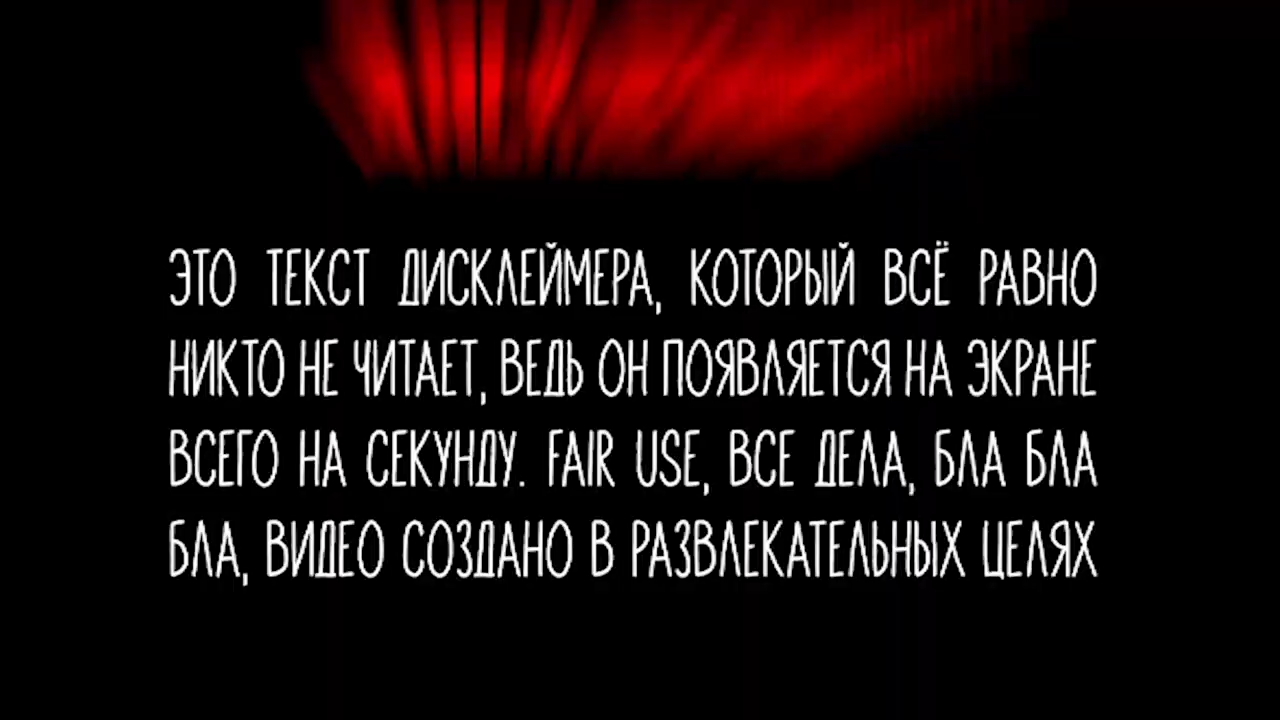 ЭТО ТЕКСТ ДИСКЛЕЙМЕРА, КОТОРЫЙ ВСЁ РАВНО
НИКТО НЕ ЧИТАЕТ, ВЕДЬ ОН ПОЯВЛЯЕТСЯ НА ЭКРАНЕ
ВСЕГО НА СЕКУНДУ. FAIR USE, ВСЕ ДЕЛА, БЛА БЛА
БЛА, ВИДЕО СОЗДАНО В РАЗВЛЕКАТЕЛЬНЫХ ЦЕЛЯХ